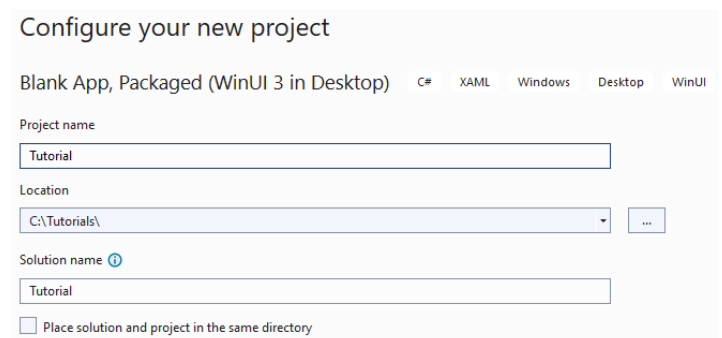 Configure your new project
Blank App, Packaged (WinUI 3 in Desktop) C# XAML Windows Desktop WinUI
Project name
Tutorial
Location
C:\Tutorials\
...
Solution name
Tutorial
Place solution and project in the same directory